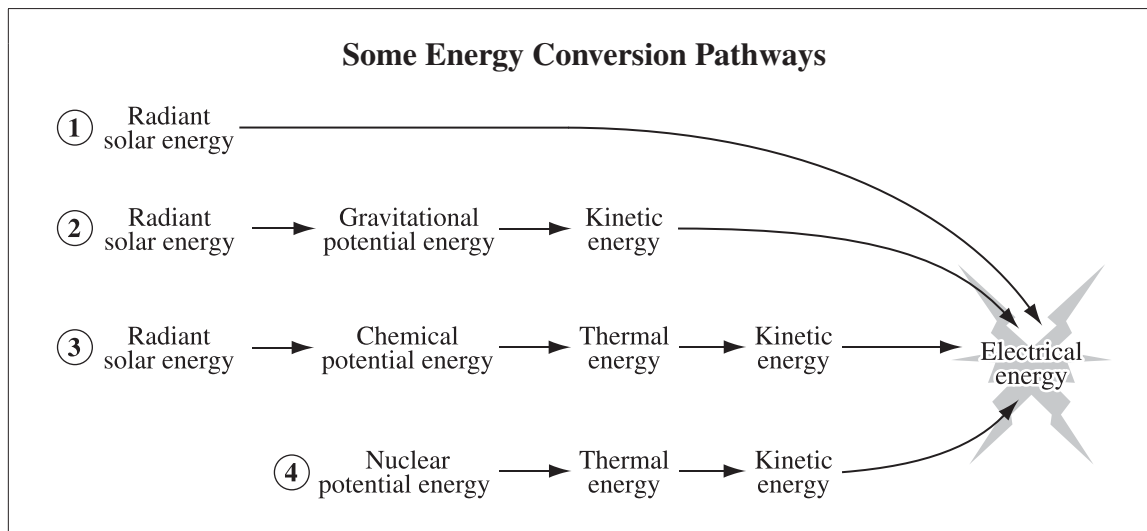 Some Energy Conversion Pathways
1 Radiant
solar energy
2 Radiant
solar energy
Gravitational
potential energy
Kinetic
energy
3 Radiant
solar energy
Chemical
potential energy
Thermal
energy
Kinetic
energy
Electrical
energy
4 Nuclear
potential energy
Thermal
energy
Kinetic
energy